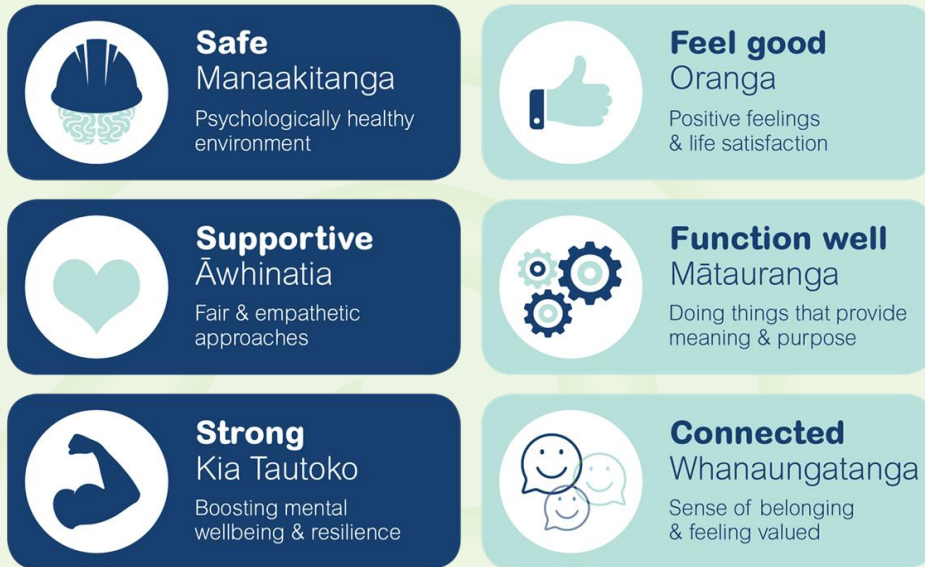 Safe
Manaakitanga
Psychologically healthy
environment
Feel good
Oranga
Positive feelings
& life satisfaction
Supportive
Āwhinatia
Fair & empathetic
approaches
Function well
Mātauranga
Doing things that provide
meaning & purpose
Strong
Kia Tautoko
Boosting mental
wellbeing & resilience
Connected
Whanaungatanga
Sense of belonging
& feeling valued